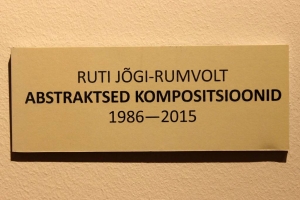 RUTI JÕGI-RUMVOLT
ABSTRAKTSED KOMPOSITSIOONID
1986—2015